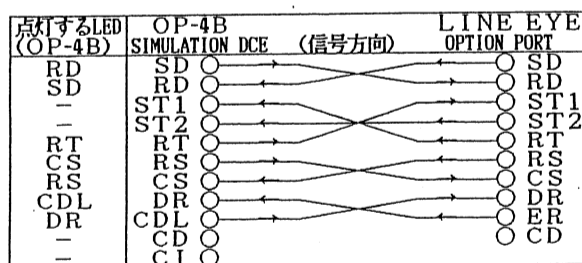 点灯するLED OP-4B LINE EYE
(OP-4B) SIMULATION DCE (信号方向) OPTION PORT
RD SD SD
SD RD RD
− ST1 ST1
− ST2 ST2
RT RT RT
CS RS RS
RS CS CS
CDL DR DR
DR CDL ER
− CD CD
− CI